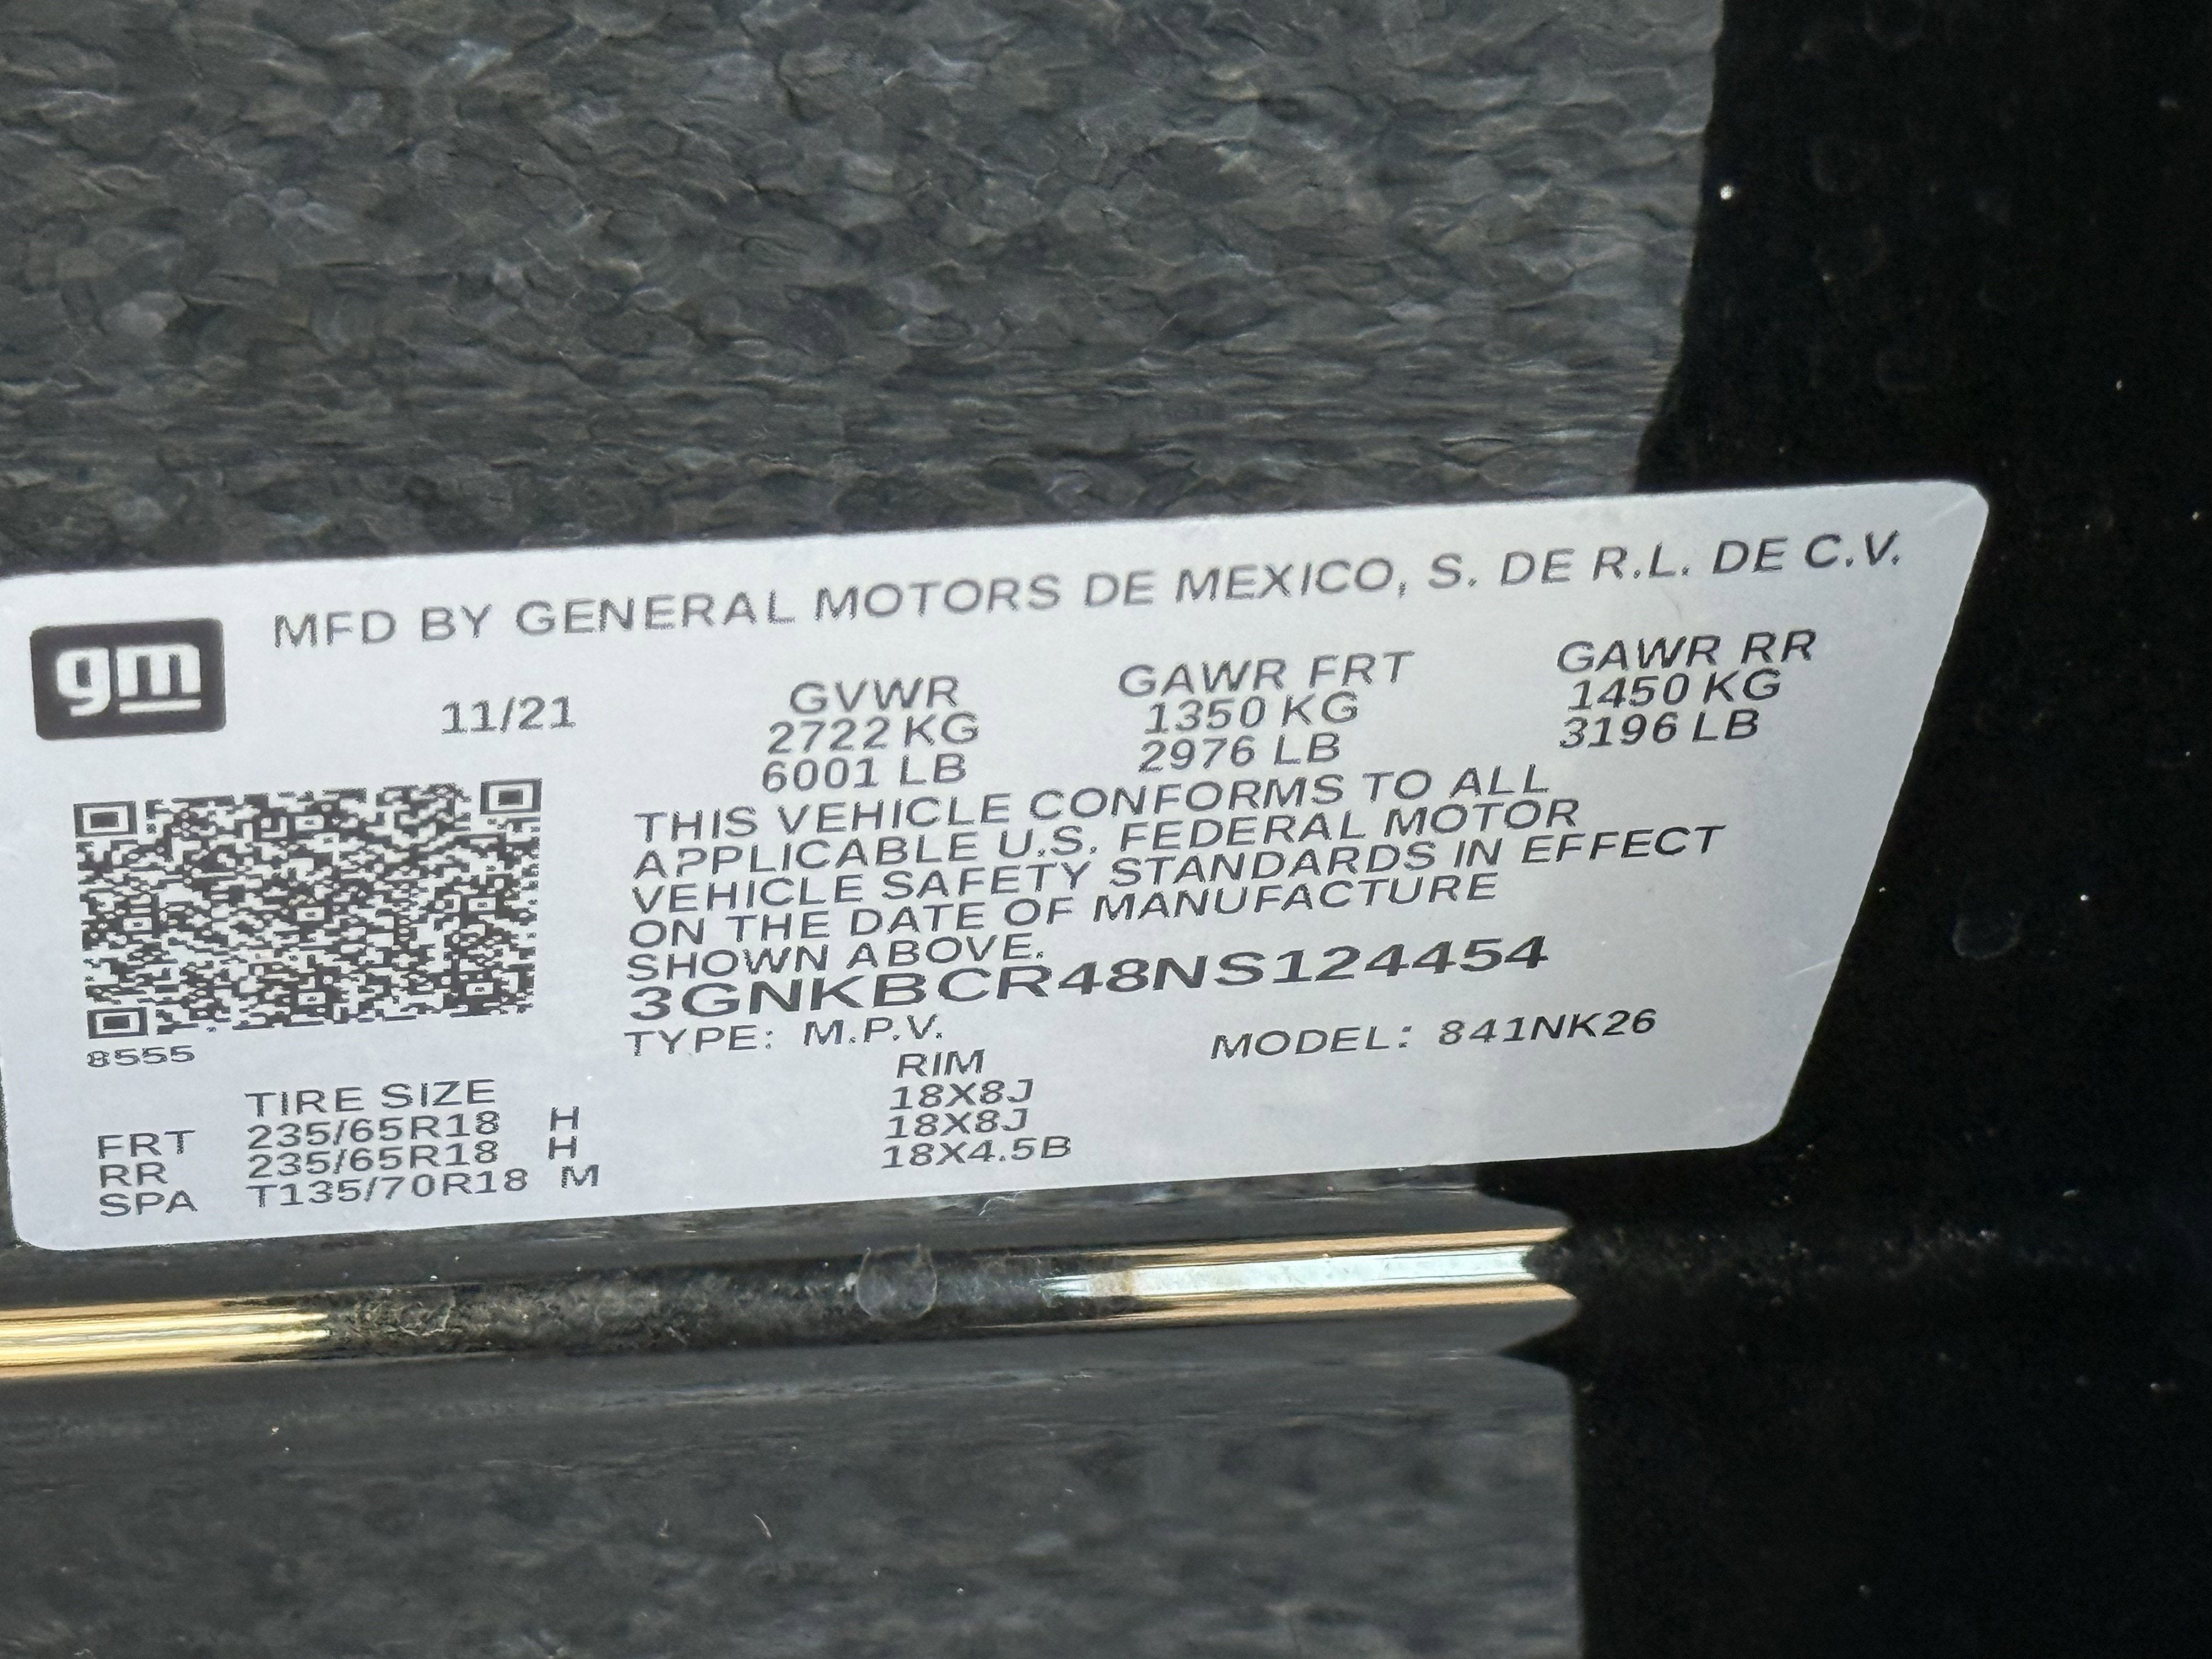 gm
MFD BY GENERAL MOTORS DE MEXICO, S. DE R.L. DE C.V.
11/21
GVWR
2722 KG
6001 LB
GAWR FRT
1350 KG
2976 LB
GAWR RR
1450 KG
3196 LB
THIS VEHICLE CONFORMS TO ALL
APPLICABLE U.S. FEDERAL MOTOR
VEHICLE SAFETY STANDARDS IN EFFECT
ON THE DATE OF MANUFACTURE
SHOWN ABOVE.
3GNKBCR48NS124454
TYPE: M.P.V. MODEL: 841NK26
8555
TIRE SIZE RIM
FRT 235/65R18 H 18X8J
RR 235/65R18 H 18X8J
SPA T135/70R18 M 18X4.5B